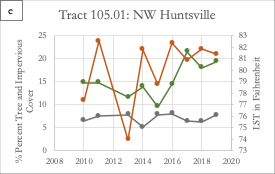 c
Tract 105.01: NW Huntsville
% Percent Tree and Impervious
Cover
25
20
15
10
5
0
83
82
81
80
79
78
77
76
75
74
73
LST in Fahrenheit
2008 2010 2012 2014 2016 2018 2020